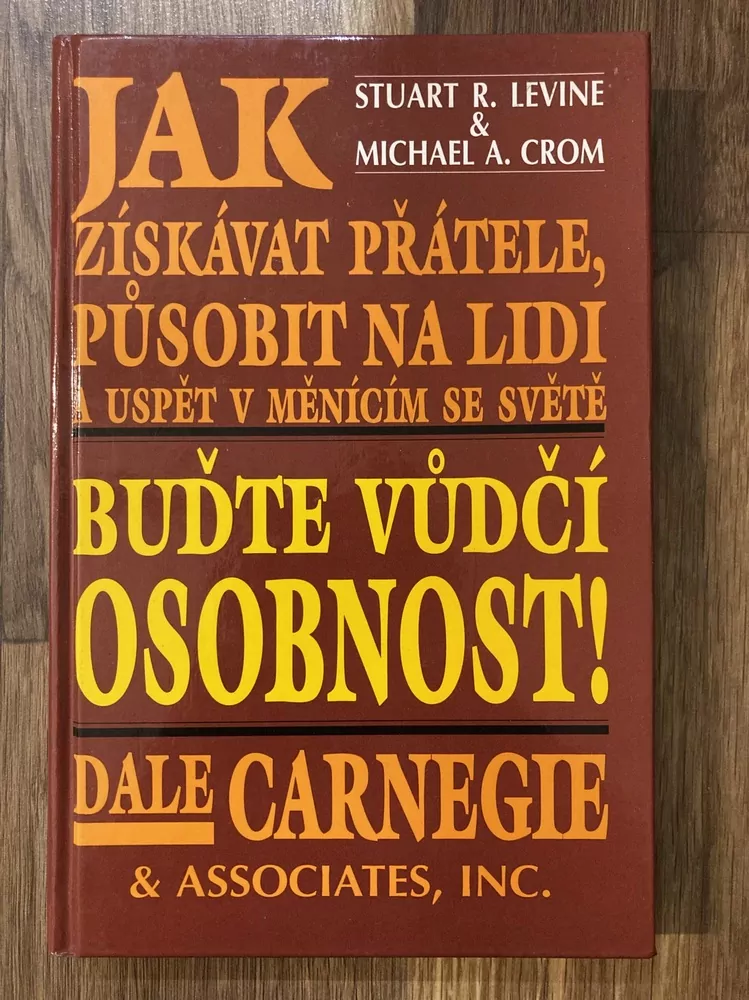 JAK
STUART R. LEVINE
&
MICHAEL A. CROM
ZÍSKÁVAT PŘÁTELE,
PŮSOBIT NA LIDI
A USPĚT V MĚNÍCÍM SE SVĚTĚ
BUĎTE VŮDČÍ
OSOBNOST!
DALE CARNEGIE
& ASSOCIATES, INC.